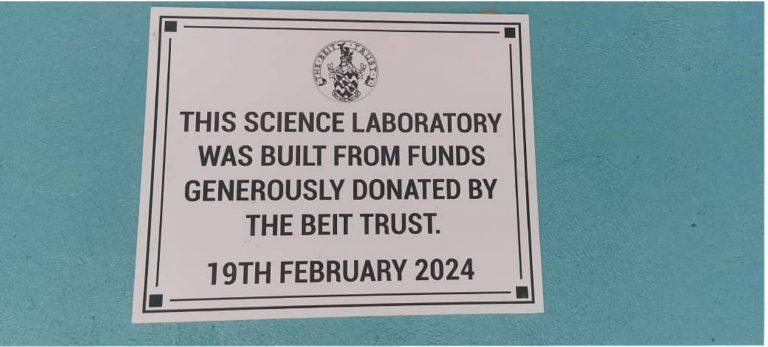 THE BEIT TRUST
THIS SCIENCE LABORATORY
WAS BUILT FROM FUNDS
GENEROUSLY DONATED BY
THE BEIT TRUST.
19TH FEBRUARY 2024